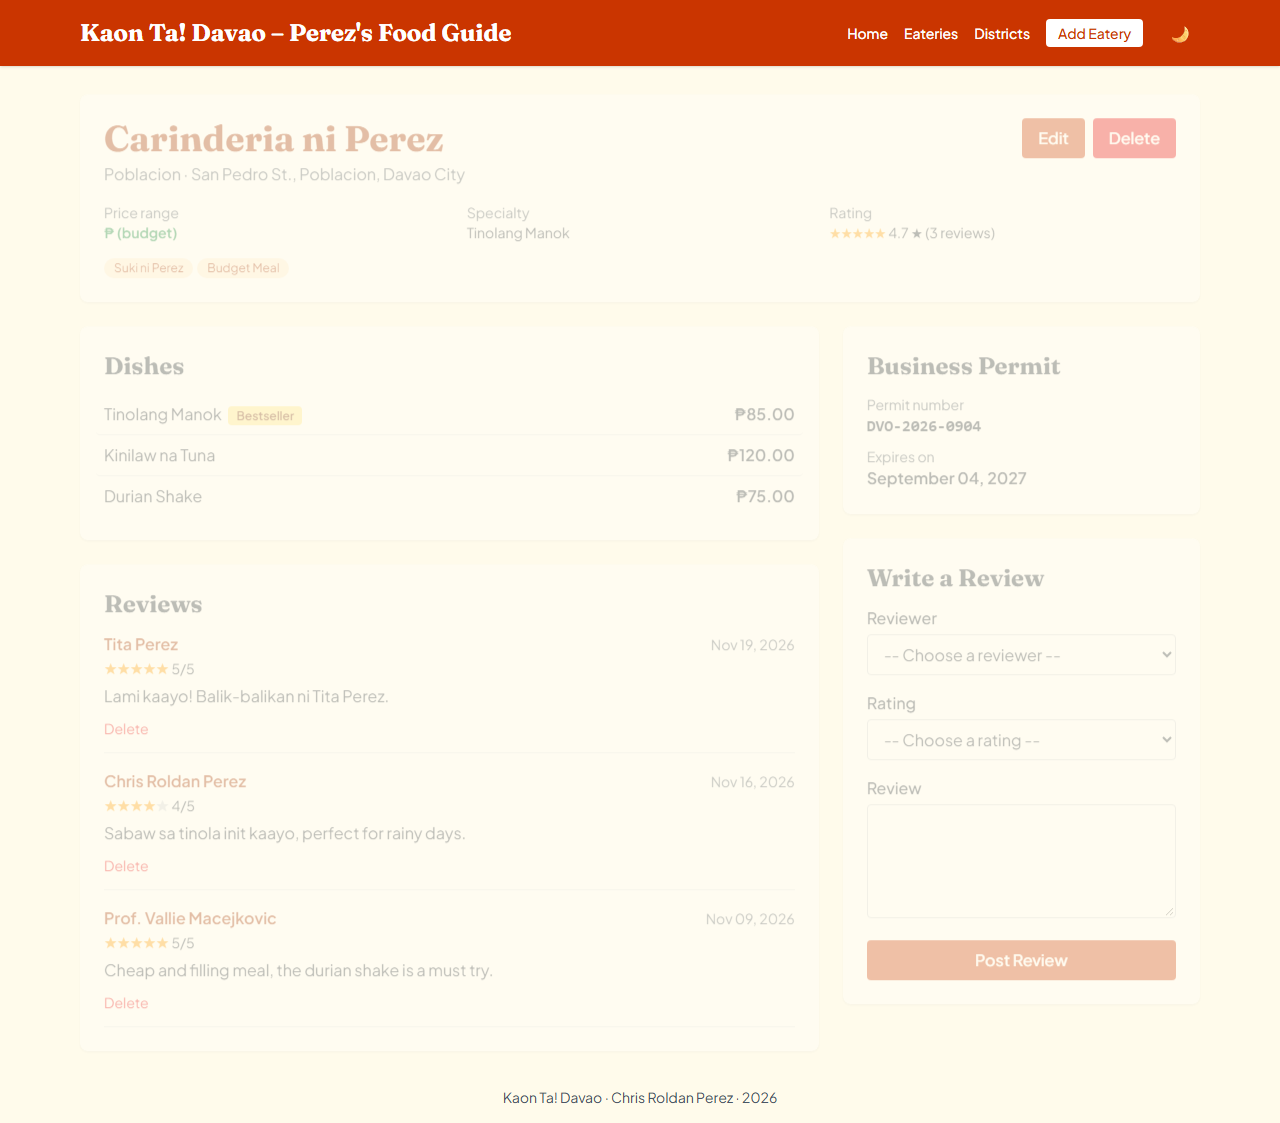 Kaon Ta! Davao – Perez's Food Guide
Home Eateries Districts Add Eatery
Carinderia ni Perez
Edit Delete
Poblacion · San Pedro St., Poblacion, Davao City
Price range Specialty Rating
₱ (budget) Tinolang Manok ★★★★★ 4.7 ★ (3 reviews)
Suki ni Perez Budget Meal
Dishes
Tinolang Manok Bestseller ₱85.00
Kinilaw na Tuna ₱120.00
Durian Shake ₱75.00
Reviews
Tita Perez Nov 19, 2026
★★★★★ 5/5
Lami kaayo! Balik-balikan ni Tita Perez.
Delete
Chris Roldan Perez Nov 16, 2026
★★★★★ 4/5
Sabaw sa tinola init kaayo, perfect for rainy days.
Delete
Prof. Vallie Macejkovic Nov 09, 2026
★★★★★ 5/5
Cheap and filling meal, the durian shake is a must try.
Delete
Business Permit
Permit number
DVO-2026-0904
Expires on
September 04, 2027
Write a Review
Reviewer
-- Choose a reviewer --
Rating
-- Choose a rating --
Review
Post Review
Kaon Ta! Davao · Chris Roldan Perez · 2026